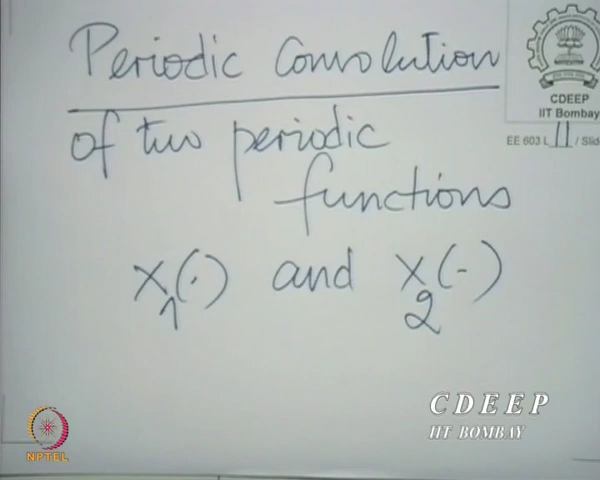 Periodic Convolution
of two periodic
functions
x₁(·) and x₂(·)
CDEEP
IIT Bombay
EE 603 L 11 / Slid
CDEEP
IIT BOMBAY
NPTEL